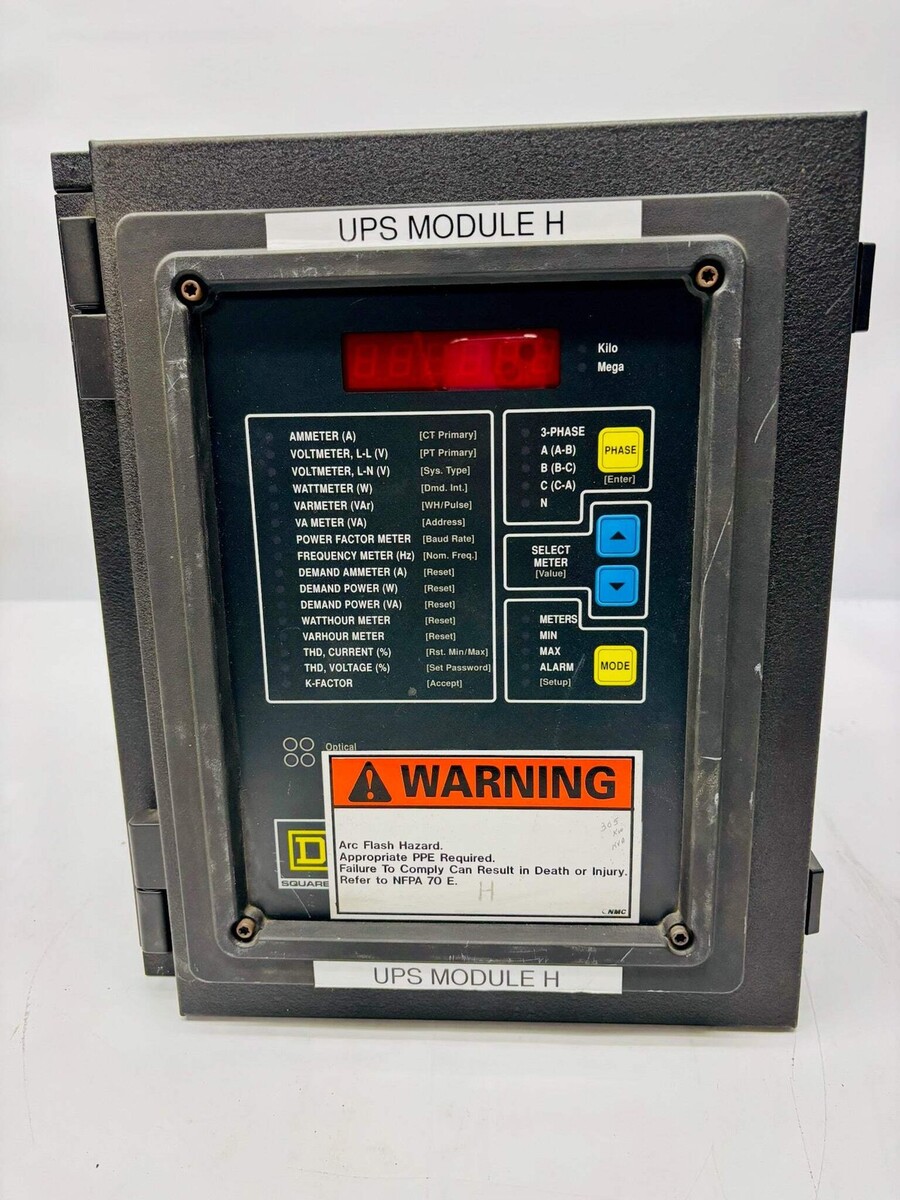 UPS MODULE H
Kilo
Mega
AMMETER (A) [CT Primary]
VOLTMETER, L-L (V) [PT Primary]
VOLTMETER, L-N (V) [Sys. Type]
WATTMETER (W) [Dmd. Int.]
VARMETER (VAr) [WH/Pulse]
VA METER (VA) [Address]
POWER FACTOR METER [Baud Rate]
FREQUENCY METER (Hz) [Nom. Freq.]
DEMAND AMMETER (A) [Reset]
DEMAND POWER (W) [Reset]
DEMAND POWER (VA) [Reset]
WATTHOUR METER [Reset]
VARHOUR METER [Reset]
THD, CURRENT (%) [Rst. Min/Max]
THD, VOLTAGE (%) [Set Password]
K-FACTOR [Accept]
3-PHASE
A (A-B)
B (B-C)
C (C-A)
N
PHASE
[Enter]
SELECT
METER
[Value]
METERS
MIN
MAX
ALARM
[Setup]
MODE
Optical
D
SQUARE
WARNING
Arc Flash Hazard.
Appropriate PPE Required.
Failure To Comply Can Result in Death or Injury.
Refer to NFPA 70 E.
H
305
NMC
UPS MODULE H